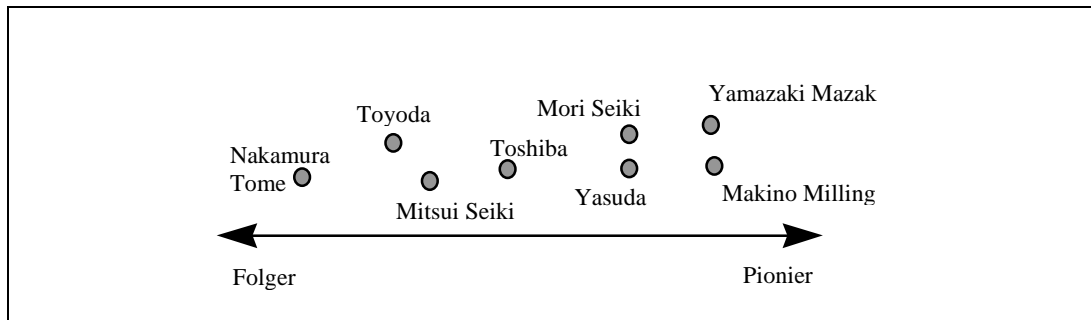 Yamazaki Mazak
Mori Seiki
Toyoda
Toshiba
Nakamura
Tome
Yasuda
Makino Milling
Mitsui Seiki
Folger
Pionier